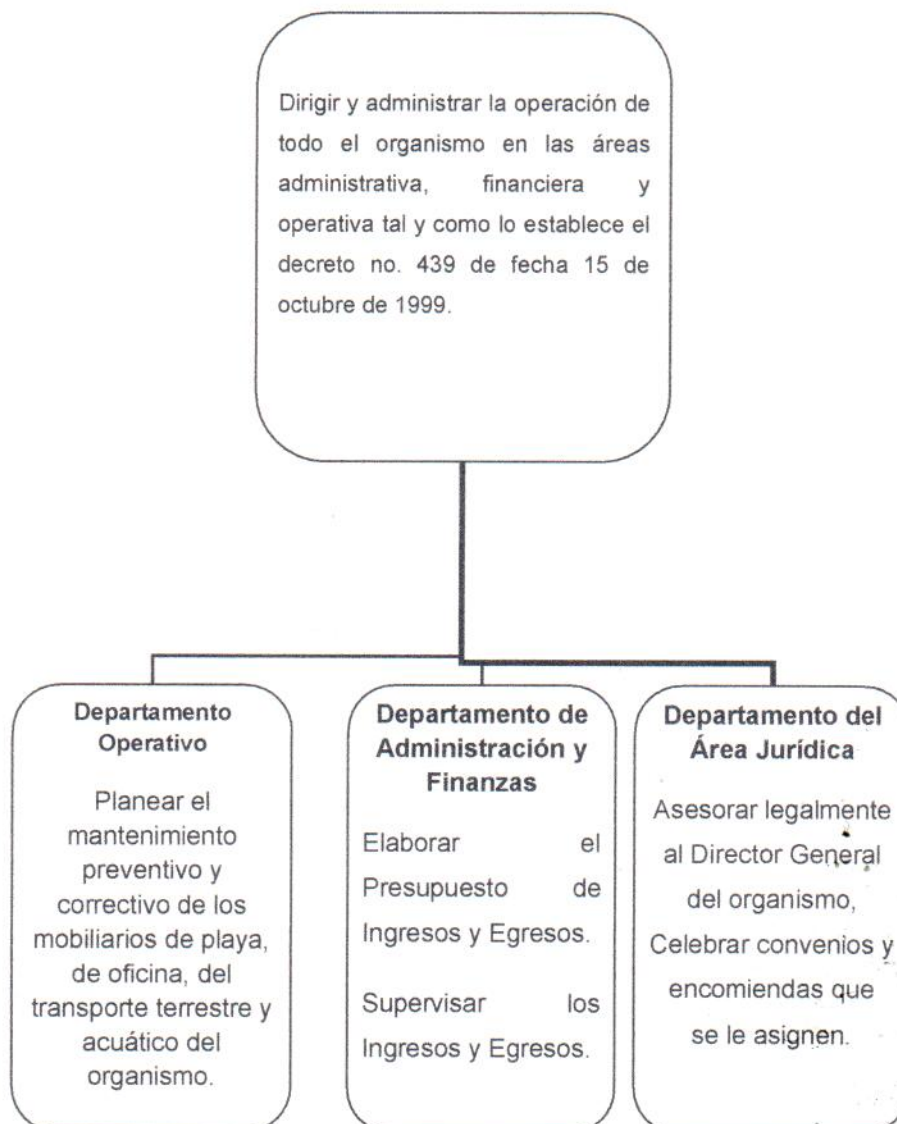 Dirigir y administrar la operación de
todo el organismo en las áreas
administrativa, financiera y
operativa tal y como lo establece el
decreto no. 439 de fecha 15 de
octubre de 1999.
Departamento
Operativo
Planear el
mantenimiento
preventivo y
correctivo de los
mobiliarios de playa,
de oficina, del
transporte terrestre y
acuático del
organismo.
Departamento de
Administración y
Finanzas
Elaborar el
Presupuesto de
Ingresos y Egresos.
Supervisar los
Ingresos y Egresos.
Departamento del
Área Jurídica
Asesorar legalmente
al Director General
del organismo,
Celebrar convenios y
encomiendas que
se le asignen.